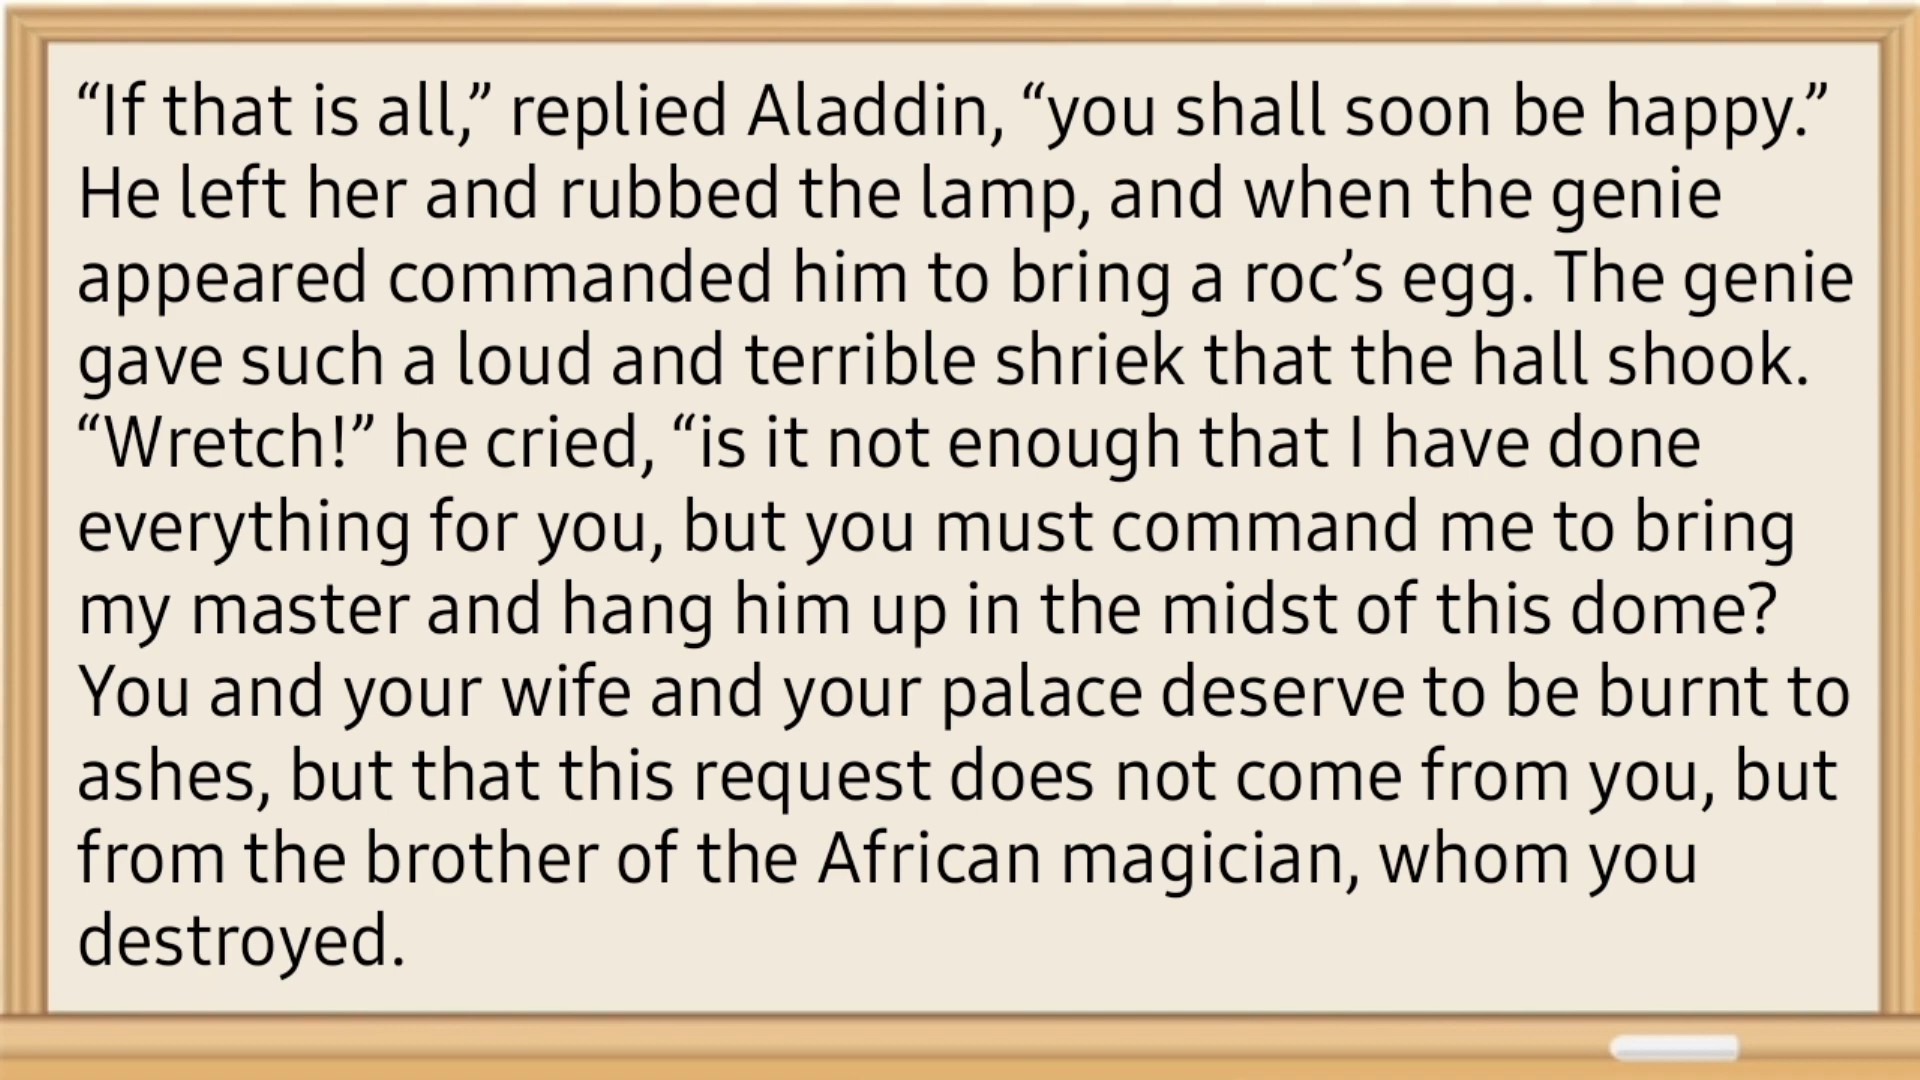 “If that is all,” replied Aladdin, “you shall soon be happy.”
He left her and rubbed the lamp, and when the genie
appeared commanded him to bring a roc’s egg. The genie
gave such a loud and terrible shriek that the hall shook.
“Wretch!” he cried, “is it not enough that I have done
everything for you, but you must command me to bring
my master and hang him up in the midst of this dome?
You and your wife and your palace deserve to be burnt to
ashes, but that this request does not come from you, but
from the brother of the African magician, whom you
destroyed.